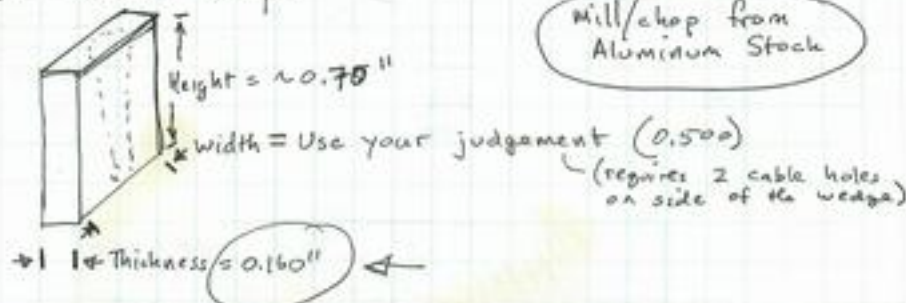 Mill/chop from
Aluminum Stock
Height = ~0.75"
width = Use your judgement (0.500)
(requires 2 cable holes
on side of the wedge)
Thickness = 0.160"